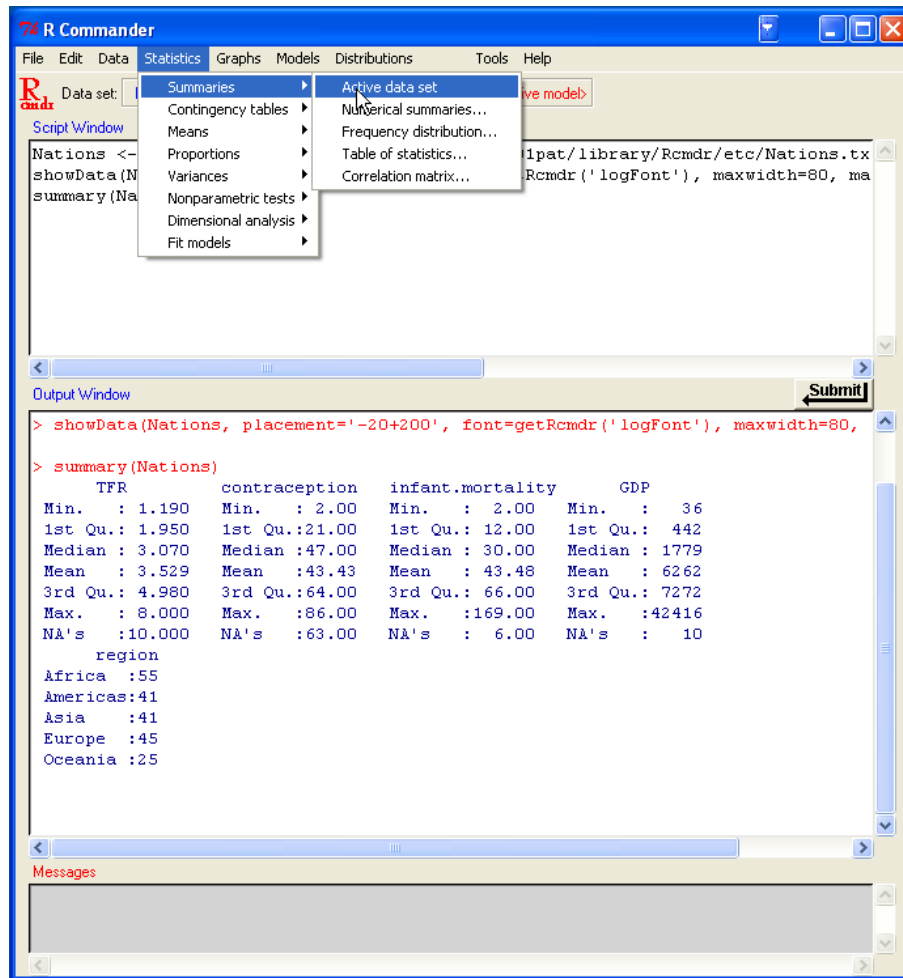 R Commander
File Edit Data Statistics Graphs Models Distributions Tools Help
R cmdr Data set: model>
Summaries
Contingency tables
Means
Proportions
Variances
Nonparametric tests
Dimensional analysis
Fit models
Active data set
Numerical summaries...
Frequency distribution...
Table of statistics...
Correlation matrix...
Script Window
Nations <- 1pat/library/Rcmdr/etc/Nations.tx
showData(N Rcmdr('logFont'), maxwidth=80, ma
summary(Na
Submit
Output Window
> showData(Nations, placement='-20+200', font=getRcmdr('logFont'), maxwidth=80,
> summary(Nations)
TFR contraception infant.mortality GDP
Min. : 1.190 Min. : 2.00 Min. : 2.00 Min. : 36
1st Qu.: 1.950 1st Qu.:21.00 1st Qu.: 12.00 1st Qu.: 442
Median : 3.070 Median :47.00 Median : 30.00 Median : 1779
Mean : 3.529 Mean :43.43 Mean : 43.48 Mean : 6262
3rd Qu.: 4.980 3rd Qu.:64.00 3rd Qu.: 66.00 3rd Qu.: 7272
Max. : 8.000 Max. :86.00 Max. :169.00 Max. :42416
NA's :10.000 NA's :63.00 NA's : 6.00 NA's : 10
region
Africa :55
Americas:41
Asia :41
Europe :45
Oceania :25
Messages